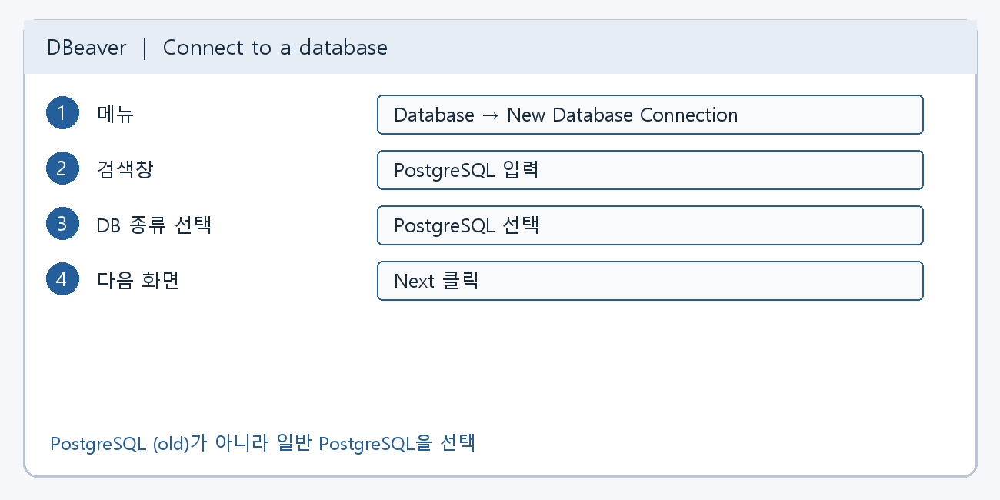 DBeaver | Connect to a database
1 메뉴 Database → New Database Connection
2 검색창 PostgreSQL 입력
3 DB 종류 선택 PostgreSQL 선택
4 다음 화면 Next 클릭
PostgreSQL (old)가 아니라 일반 PostgreSQL을 선택